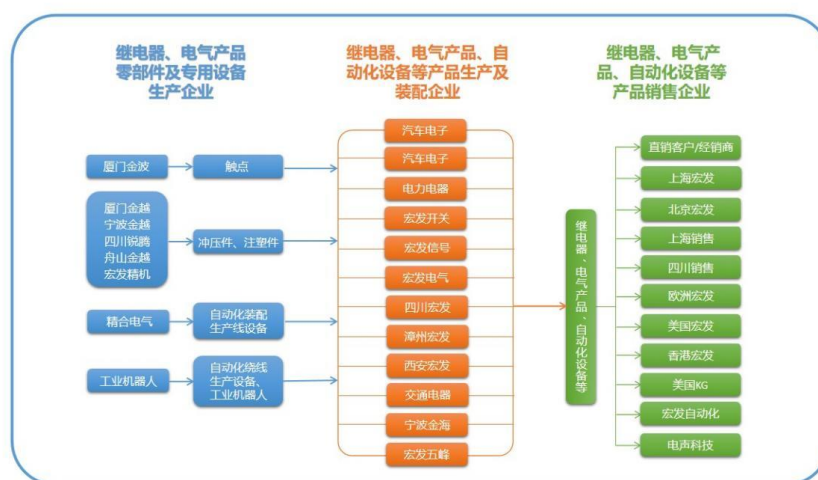 继电器、电气产品
零部件及专用设备
生产企业
继电器、电气产品、自
动化设备等产品生产及
装配企业
继电器、电气产
品、自动化设备等
产品销售企业
厦门金波
触点
厦门金越
宁波金越
四川锐腾
舟山金越
宏发精机
冲压件、注塑件
精合电气
自动化装配
生产线设备
工业机器人
自动化绕线
生产设备、
工业机器人
汽车电子
汽车电子
电力电器
宏发开关
宏发信号
宏发电气
四川宏发
漳州宏发
西安宏发
交通电器
宁波金海
宏发五峰
继电器、电气产品、自动化设备等
直销客户/经销商
上海宏发
北京宏发
上海销售
四川销售
欧洲宏发
美国宏发
香港宏发
美国KG
宏发自动化
电声科技